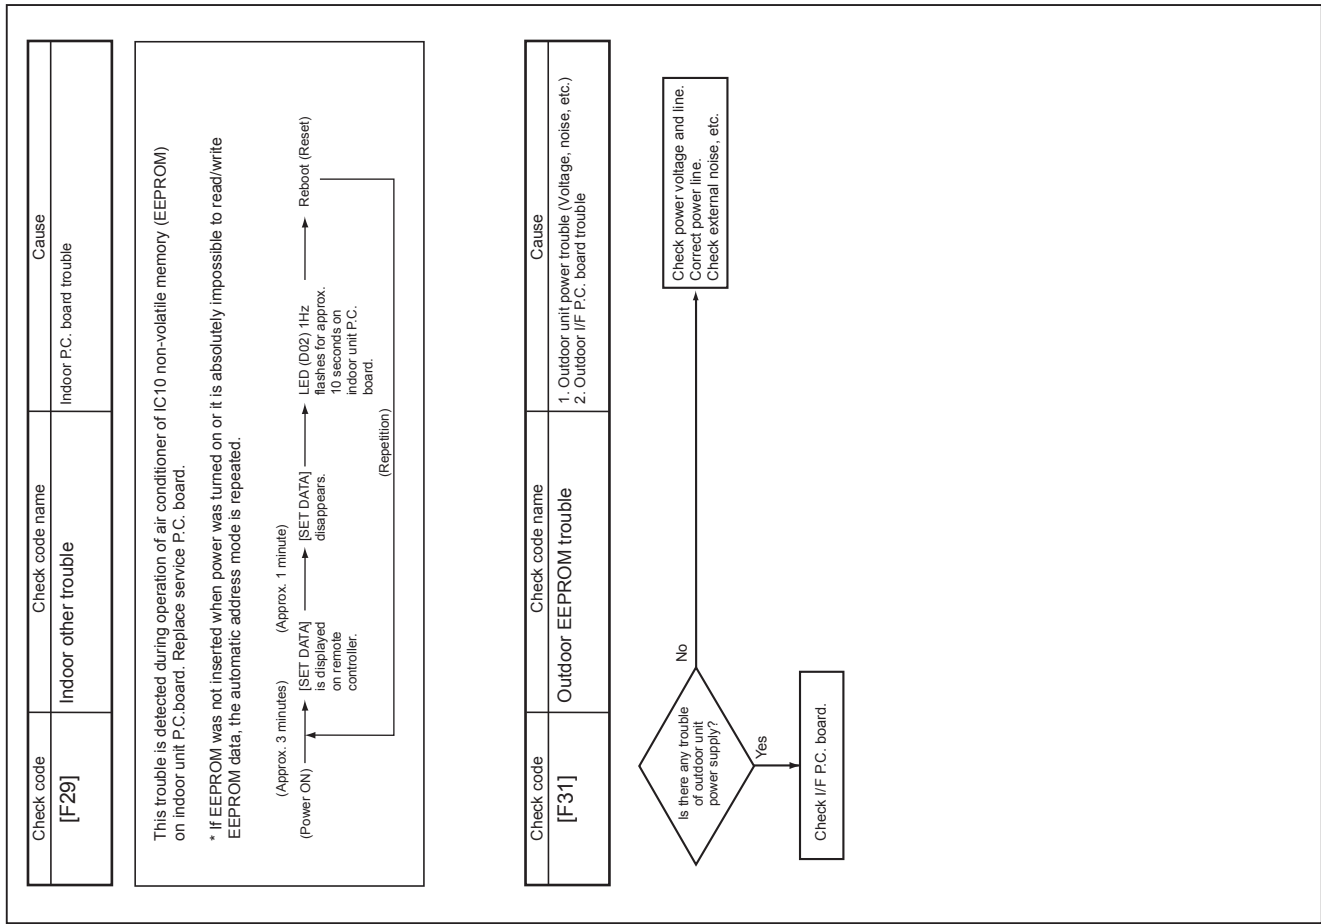 Check code
Check code name
Cause
[F29]
Indoor other trouble
Indoor P.C. board trouble
This trouble is detected during operation of air conditioner of IC10 non-volatile memory (EEPROM)
on indoor unit P.C.board. Replace service P.C. board.
* If EEPROM was not inserted when power was turned on or it is absolutely impossible to read/write
EEPROM data, the automatic address mode is repeated.
(Approx. 3 minutes)
(Approx. 1 minute)
(Power ON)
[SET DATA]
is displayed
on remote
controller.
[SET DATA]
disappears.
LED (D02) 1Hz
flashes for approx.
10 seconds on
indoor unit P.C.
board.
Reboot (Reset)
(Repetition)
Check code
Check code name
Cause
[F31]
Outdoor EEPROM trouble
1. Outdoor unit power trouble (Voltage, noise, etc.)
2. Outdoor I/F P.C. board trouble
Is there any trouble
of outdoor unit
power supply?
No
Check power voltage and line.
Correct power line.
Check external noise, etc.
Yes
Check I/F P.C. board.